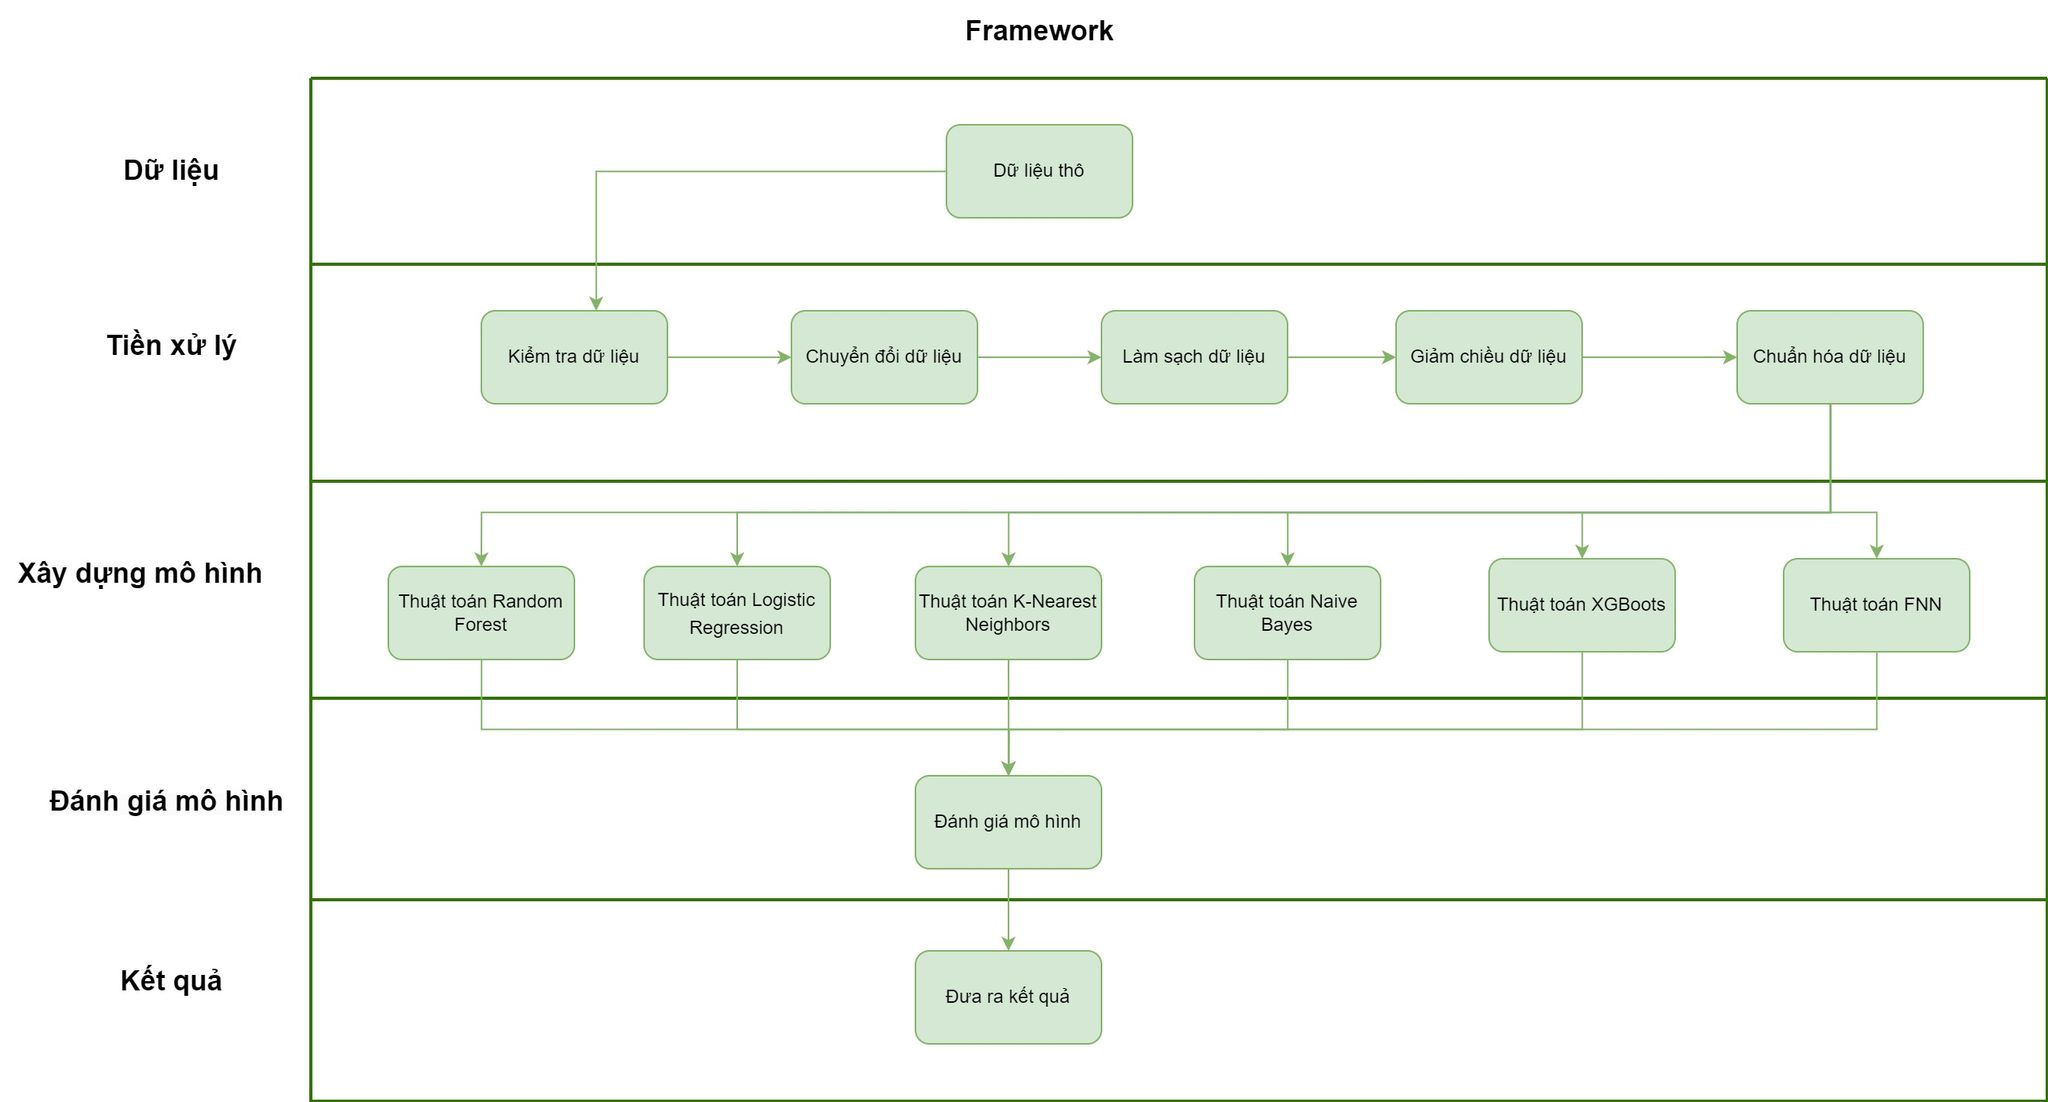 Framework
Dữ liệu
Dữ liệu thô
Tiền xử lý
Kiểm tra dữ liệu
Chuyển đổi dữ liệu
Làm sạch dữ liệu
Giảm chiều dữ liệu
Chuẩn hóa dữ liệu
Xây dựng mô hình
Thuật toán Random
Forest
Thuật toán Logistic
Regression
Thuật toán K-Nearest
Neighbors
Thuật toán Naive
Bayes
Thuật toán XGBoots
Thuật toán FNN
Đánh giá mô hình
Đánh giá mô hình
Kết quả
Đưa ra kết quả